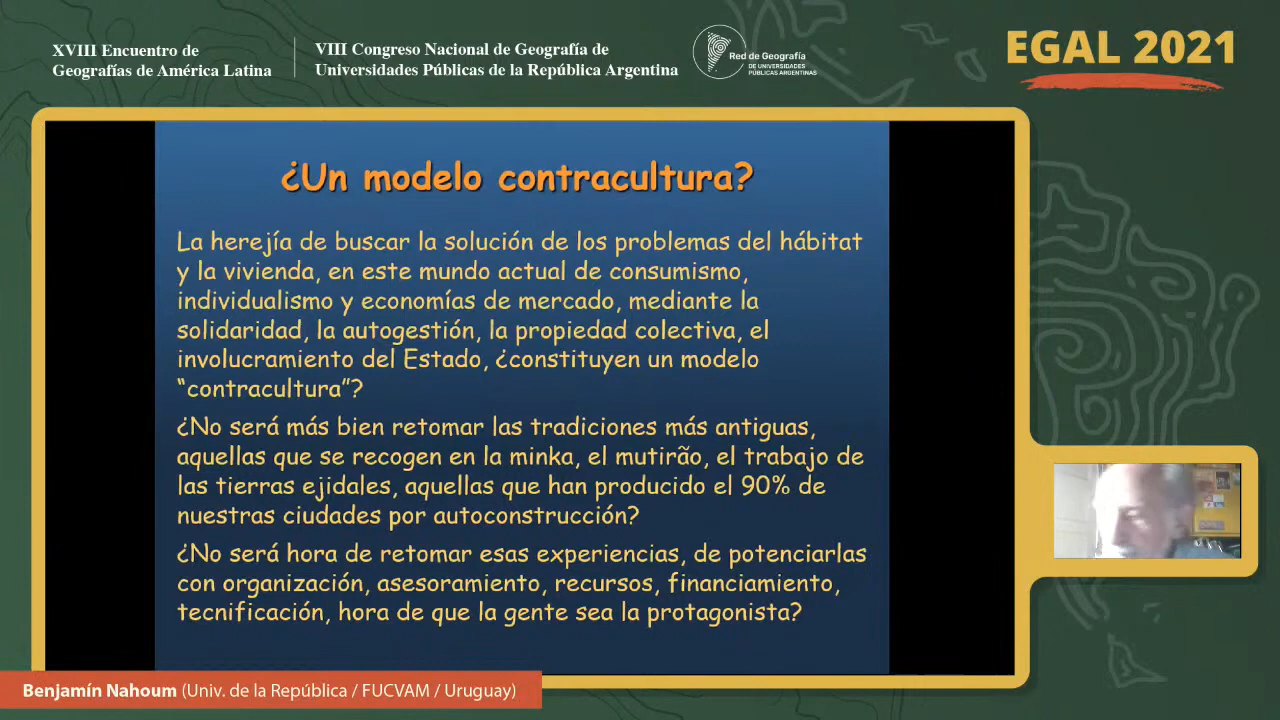 XVIII Encuentro de
Geografías de América Latina
VIII Congreso Nacional de Geografía de
Universidades Públicas de la República Argentina
Red de Geografía
DE UNIVERSIDADES
PÚBLICAS ARGENTINAS
EGAL 2021
¿Un modelo contracultura?
La herejía de buscar la solución de los problemas del hábitat
y la vivienda, en este mundo actual de consumismo,
individualismo y economías de mercado, mediante la
solidaridad, la autogestión, la propiedad colectiva, el
involucramiento del Estado, ¿constituyen un modelo
“contracultura”?
¿No será más bien retomar las tradiciones más antiguas,
aquellas que se recogen en la minka, el mutirão, el trabajo de
las tierras ejidales, aquellas que han producido el 90% de
nuestras ciudades por autoconstrucción?
¿No será hora de retomar esas experiencias, de potenciarlas
con organización, asesoramiento, recursos, financiamiento,
tecnificación, hora de que la gente sea la protagonista?
Benjamín Nahoum (Univ. de la República / FUCVAM / Uruguay)